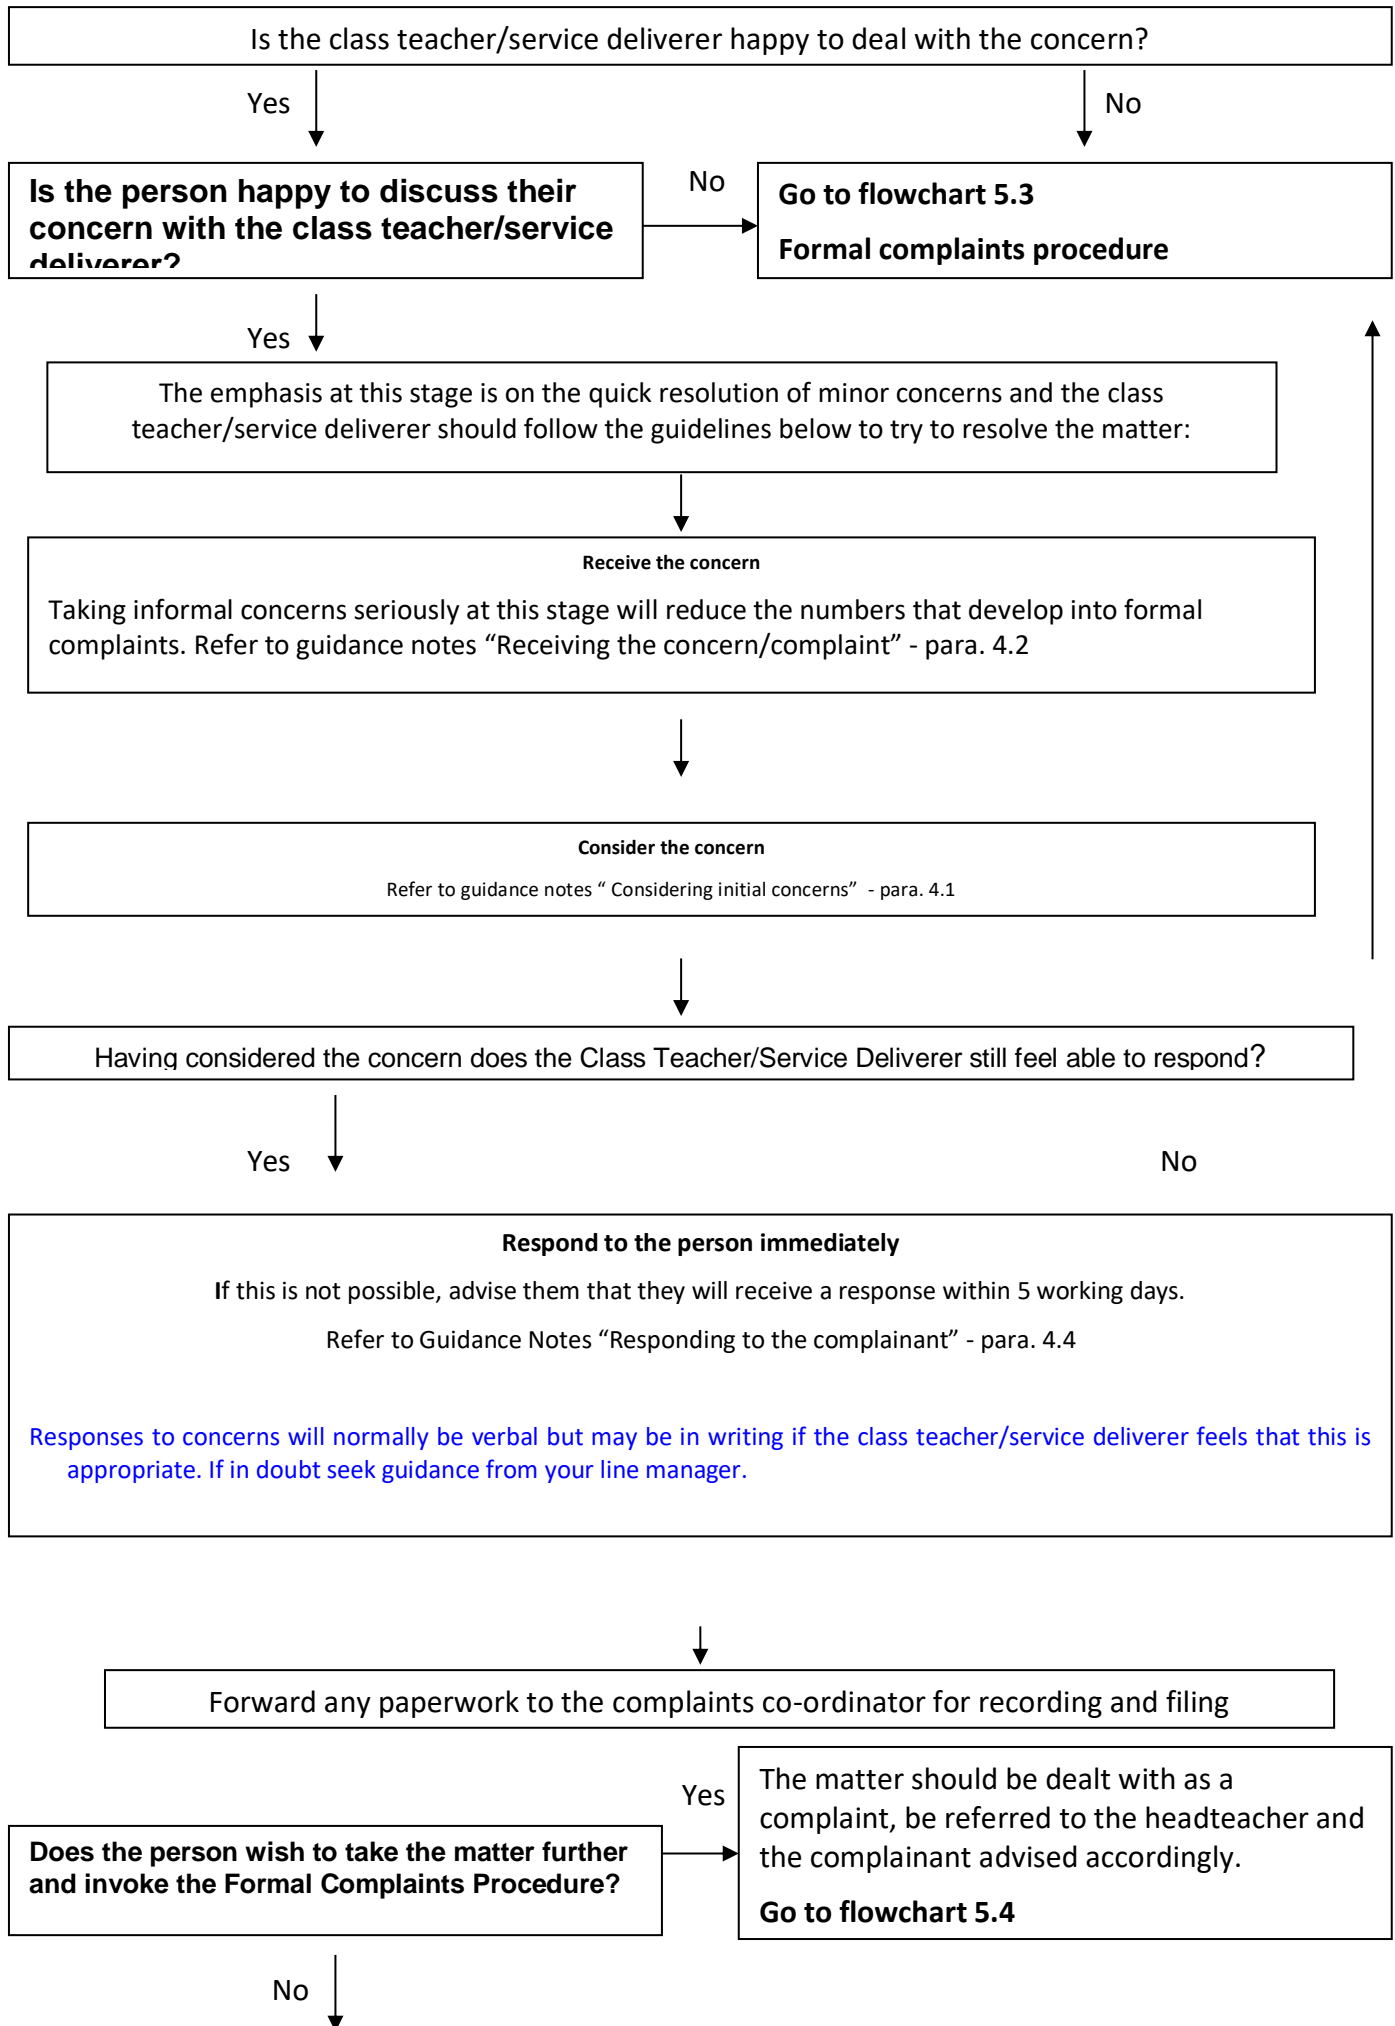 Is the class teacher/service deliverer happy to deal with the concern?
Yes
No
Is the person happy to discuss their
concern with the class teacher/service
deliverer?
No
Go to flowchart 5.3
Formal complaints procedure
Yes
The emphasis at this stage is on the quick resolution of minor concerns and the class
teacher/service deliverer should follow the guidelines below to try to resolve the matter:
Receive the concern
Taking informal concerns seriously at this stage will reduce the numbers that develop into formal
complaints. Refer to guidance notes “Receiving the concern/complaint” - para. 4.2
Consider the concern
Refer to guidance notes “ Considering initial concerns”  - para. 4.1
Having considered the concern does the Class Teacher/Service Deliverer still feel able to respond?
Yes
No
Respond to the person immediately
If this is not possible, advise them that they will receive a response within 5 working days.
Refer to Guidance Notes “Responding to the complainant” - para. 4.4
Responses to concerns will normally be verbal but may be in writing if the class teacher/service deliverer feels that this is
appropriate. If in doubt seek guidance from your line manager.
Forward any paperwork to the complaints co-ordinator for recording and filing
Does the person wish to take the matter further
and invoke the Formal Complaints Procedure?
Yes
The matter should be dealt with as a
complaint, be referred to the headteacher and
the complainant advised accordingly.
Go to flowchart 5.4
No